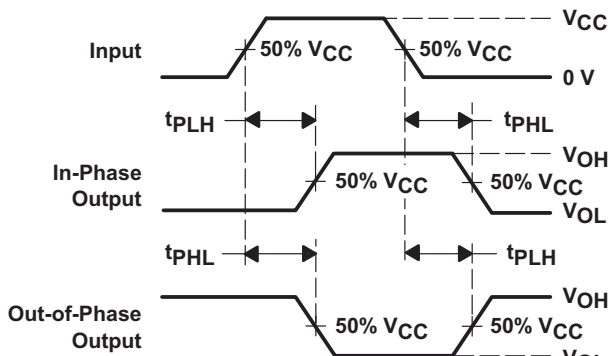 VCC
Input
50% VCC
50% VCC
0 V
tPLH
tPHL
VOH
In-Phase
Output
50% VCC
50% VCC
VOL
tPHL
tPLH
VOH
Out-of-Phase
Output
50% VCC
50% VCC